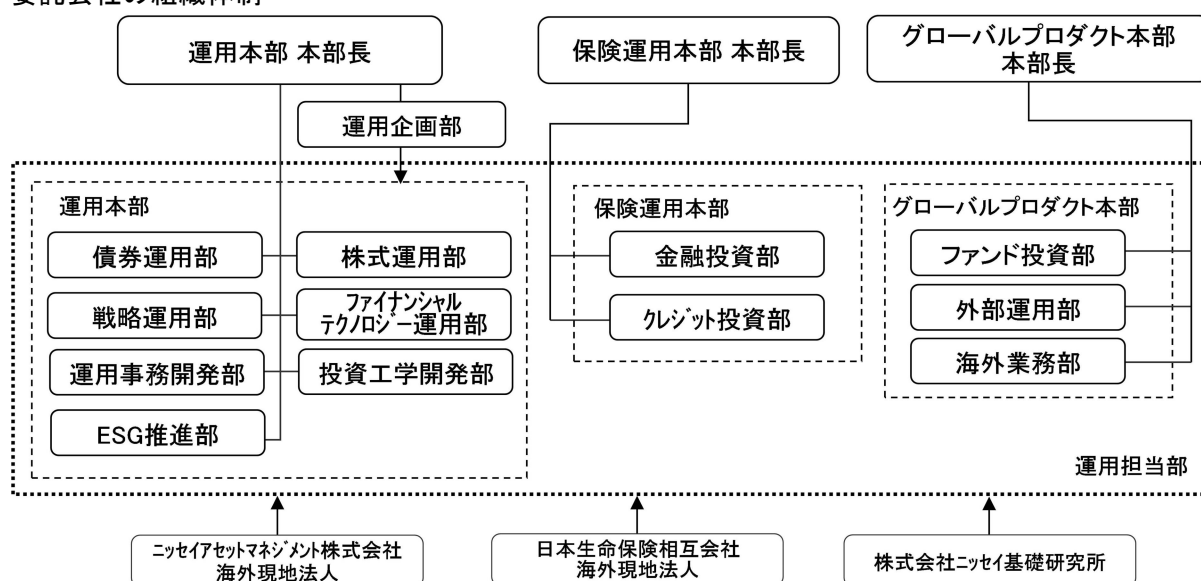 委託会社の組織体制
運用本部 本部長
保険運用本部 本部長
グローバルプロダクト本部
本部長
運用企画部
運用本部
債券運用部
株式運用部
戦略運用部
ファイナンシャル
テクノロジー運用部
運用事務開発部
投資工学開発部
ESG推進部
保険運用本部
金融投資部
クレジット投資部
グローバルプロダクト本部
ファンド投資部
外部運用部
海外業務部
運用担当部
ニッセイアセットマネジメント株式会社
海外現地法人
日本生命保険相互会社
海外現地法人
株式会社ニッセイ基礎研究所